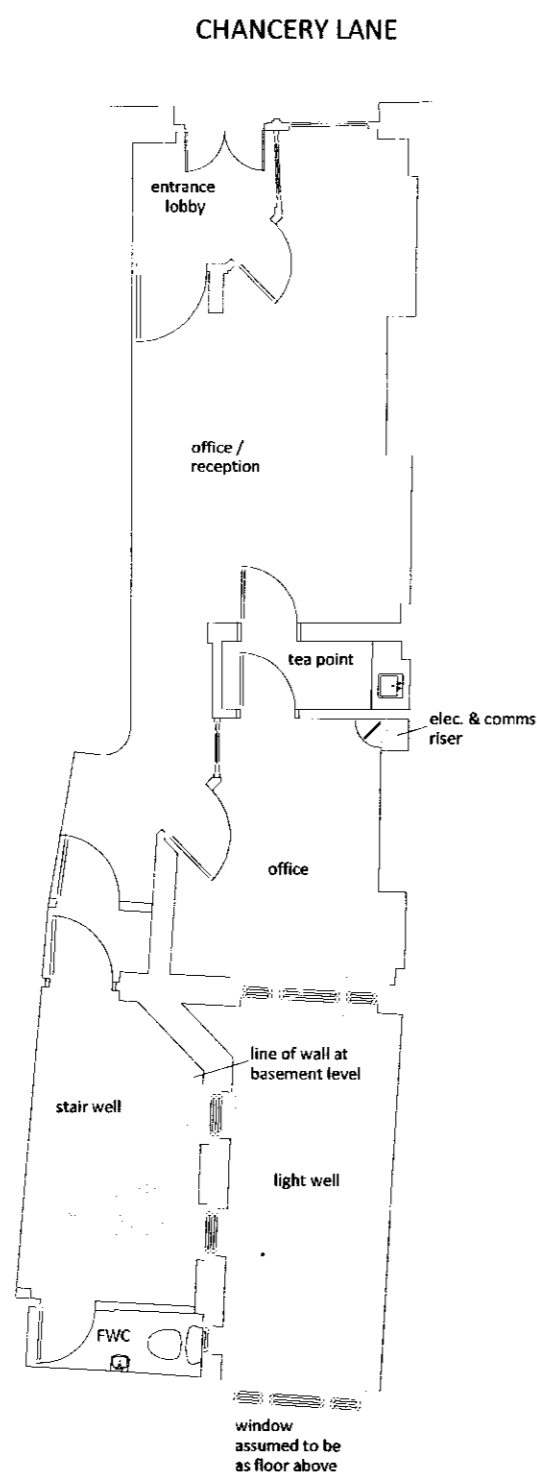 CHANCERY LANE
entrance
lobby
office /
reception
tea point
elec. & comms
riser
office
line of wall at
basement level
stair well
light well
FWC
window
assumed to be
as floor above